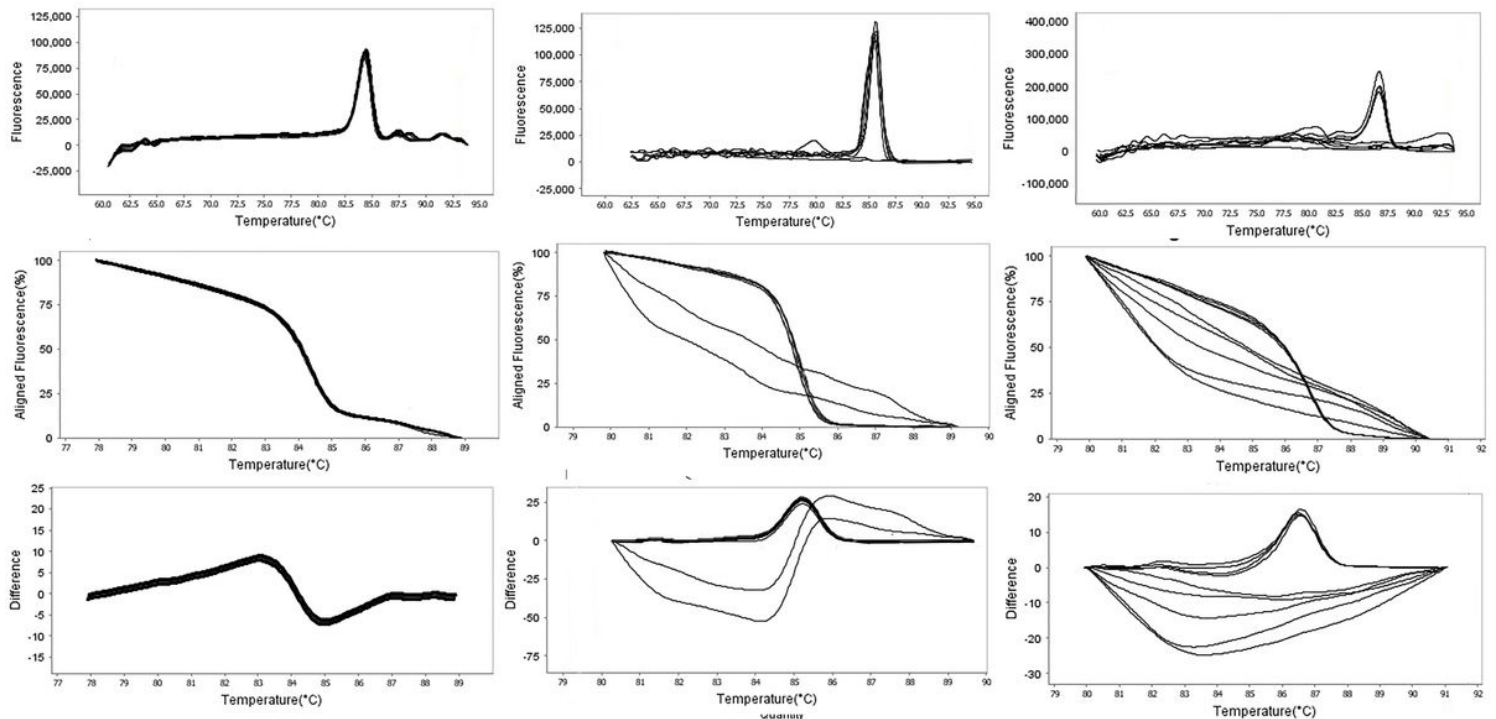 125,000
100,000
75,000
50,000
25,000
0
-25,000
Fluorescence
60.0 62.5 65.0 67.5 70.0 72.5 75.0 77.5 80.0 82.5 85.0 87.5 90.0 92.5 95.0
Temperature(°C)
125,000
100,000
75,000
50,000
25,000
0
-25,000
Fluorescence
60.0 62.5 65.0 67.5 70.0 72.5 75.0 77.5 80.0 82.5 85.0 87.5 90.0 92.5 95.0
Temperature(°C)
400,000
300,000
200,000
100,000
0
-100,000
Fluorescence
60.0 62.5 65.0 67.5 70.0 72.5 75.0 77.5 80.0 82.5 85.0 87.5 90.0 92.5 95.0
Temperature(°C)
100
75
50
25
0
Aligned Fluorescence(%)
77 78 79 80 81 82 83 84 85 86 87 88 89
Temperature(°C)
100
75
50
25
0
Aligned Fluorescence(%)
79 80 81 82 83 84 85 86 87 88 89 90
Temperature(°C)
100
75
50
25
0
Aligned Fluorescence(%)
79 80 81 82 83 84 85 86 87 88 89 90 91 92
Temperature(°C)
25
20
15
10
5
0
-5
-10
-15
Difference
77 78 79 80 81 82 83 84 85 86 87 88 89
Temperature(°C)
25
0
-25
-50
-75
Difference
79 80 81 82 83 84 85 86 87 88 89 90
Temperature(°C)
20
10
0
-10
-20
-30
Difference
79 80 81 82 83 84 85 86 87 88 89 90 91 92
Temperature(°C)
Quantity